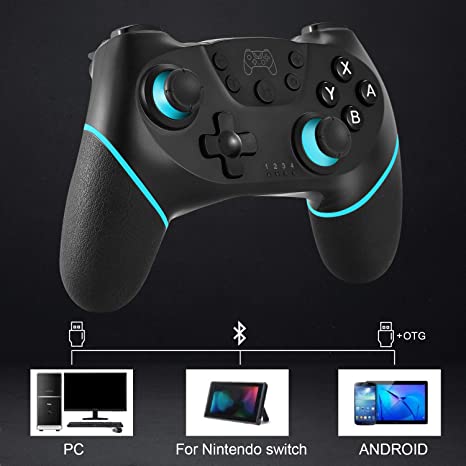 X
Y
A
B
1 2 3 4
+OTG
PC
For Nintendo switch
ANDROID